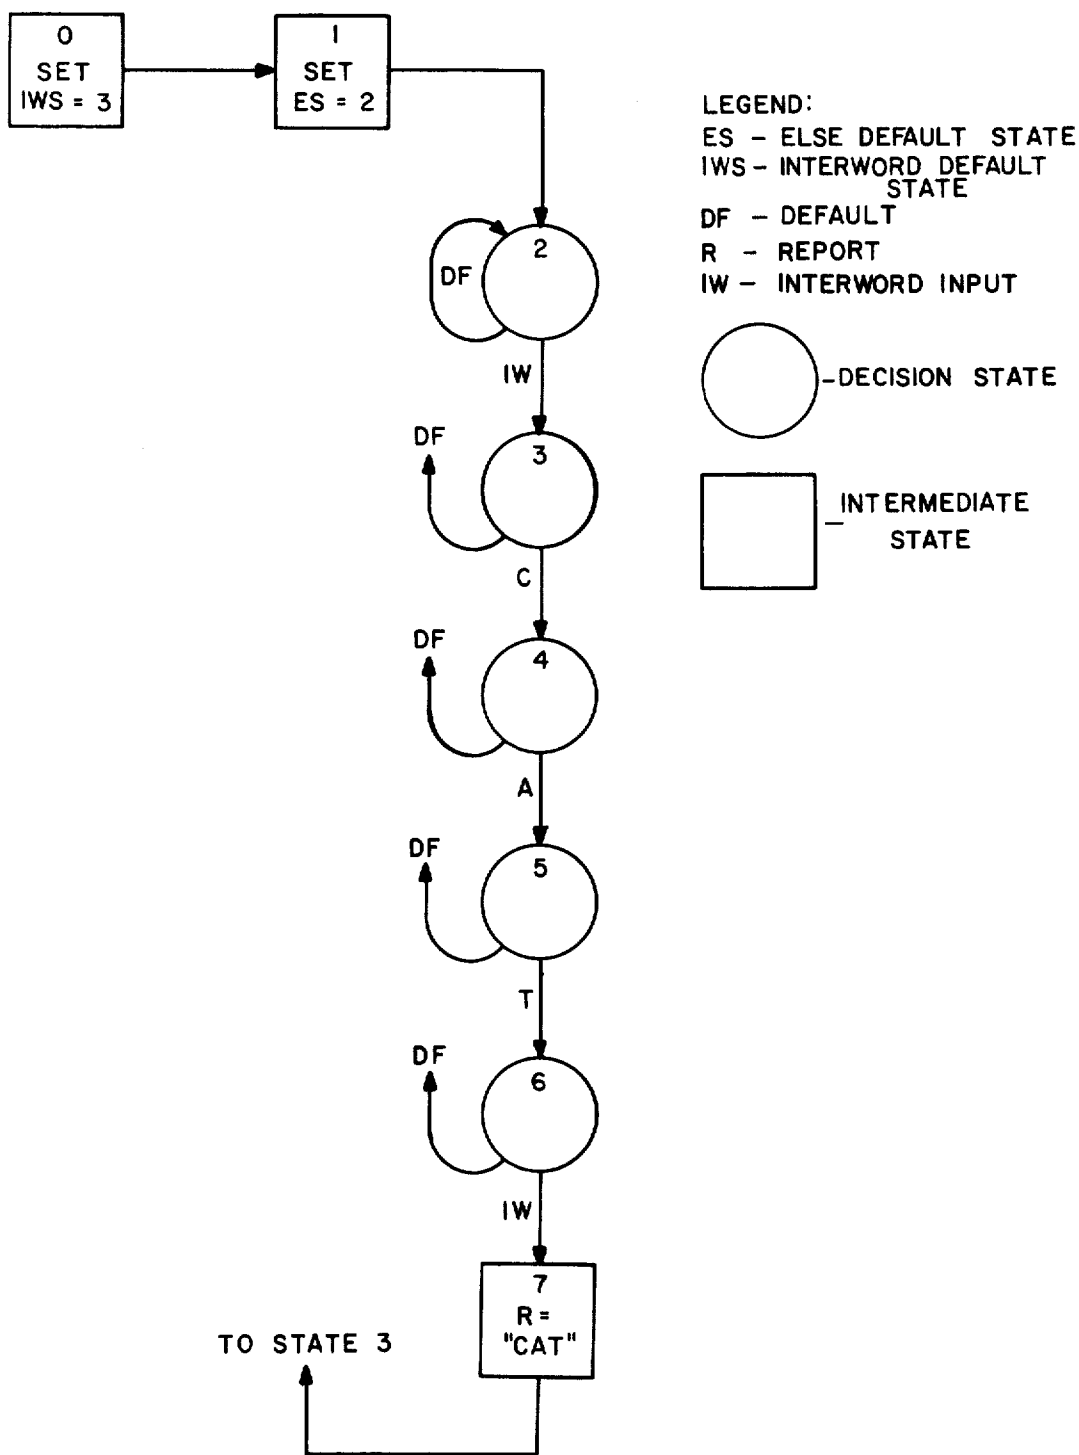 0
SET
IWS = 3
1
SET
ES = 2
LEGEND:
ES - ELSE DEFAULT STATE
IWS - INTERWORD DEFAULT
STATE
DF - DEFAULT
R - REPORT
IW - INTERWORD INPUT
- DECISION STATE
- INTERMEDIATE
STATE
2
DF
IW
DF
3
C
DF
4
A
DF
5
T
DF
6
IW
7
R =
"CAT"
TO STATE 3